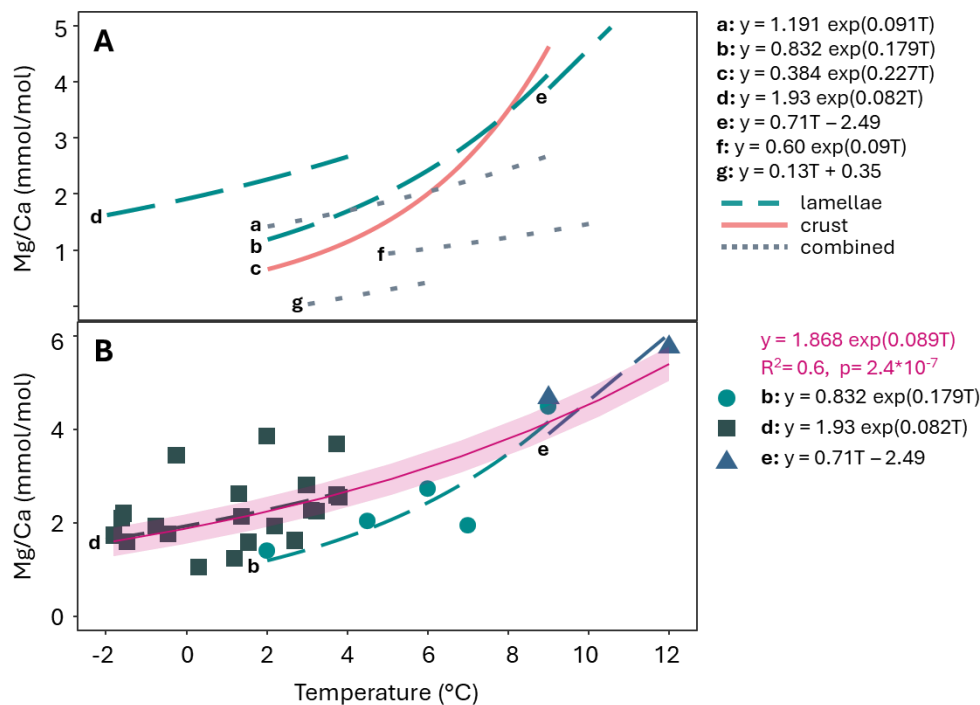 A
Mg/Ca (mmol/mol)
5
4
3
2
1
d
a
b
c
e
f
g
a: y = 1.191 exp(0.091T)
b: y = 0.832 exp(0.179T)
c: y = 0.384 exp(0.227T)
d: y = 1.93 exp(0.082T)
e: y = 0.71T – 2.49
f: y = 0.60 exp(0.09T)
g: y = 0.13T + 0.35
lamellae
crust
combined
B
Mg/Ca (mmol/mol)
6
4
2
0
d
b
e
-2 0 2 4 6 8 10 12
Temperature (°C)
y = 1.868 exp(0.089T)
R²= 0.6, p= 2.4*10⁻⁷
b: y = 0.832 exp(0.179T)
d: y = 1.93 exp(0.082T)
e: y = 0.71T – 2.49